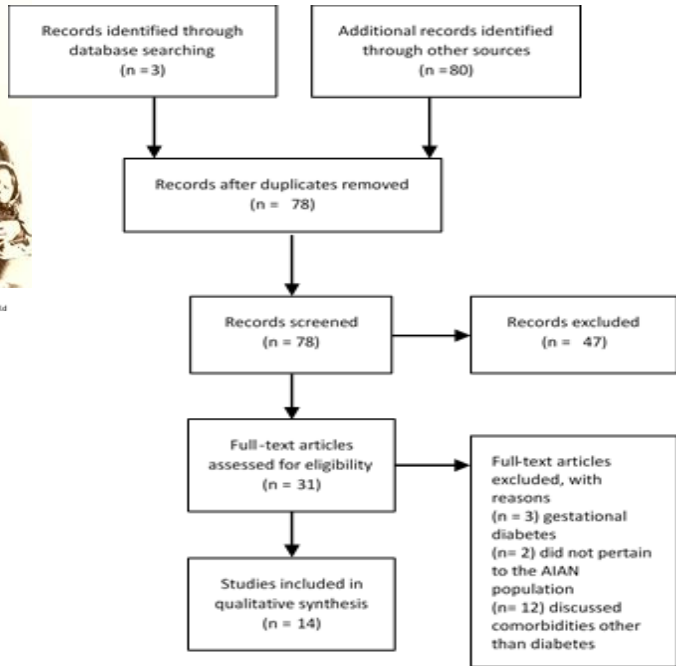 Records identified through
database searching
(n = 3)
Additional records identified
through other sources
(n = 80)
Records after duplicates removed
(n = 78)
Records screened
(n = 78)
Records excluded
(n = 47)
Full-text articles
assessed for eligibility
(n = 31)
Full-text articles
excluded, with
reasons
(n = 3) gestational
diabetes
(n= 2) did not pertain
to the AIAN
population
(n= 12) discussed
comorbidities other
than diabetes
Studies included in
qualitative synthesis
(n = 14)